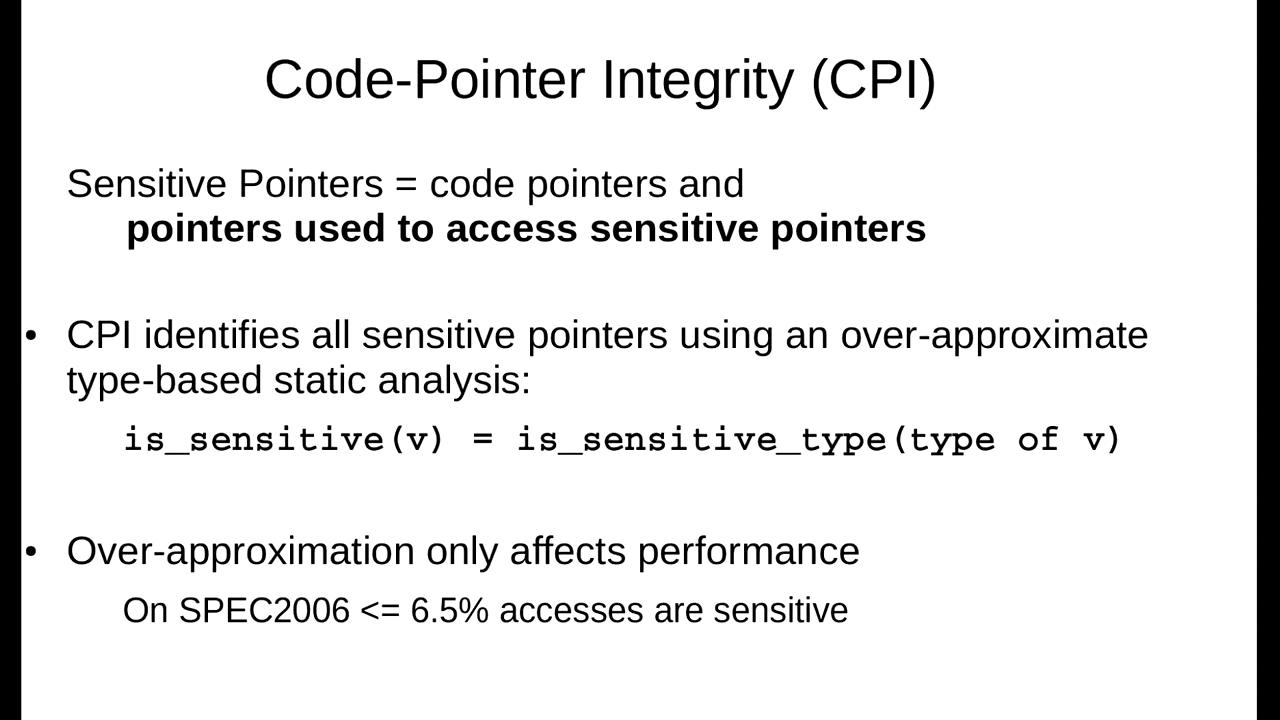 Code-Pointer Integrity (CPI)
Sensitive Pointers = code pointers and
pointers used to access sensitive pointers
• CPI identifies all sensitive pointers using an over-approximate
type-based static analysis:
is_sensitive(v) = is_sensitive_type(type of v)
• Over-approximation only affects performance
On SPEC2006 <= 6.5% accesses are sensitive